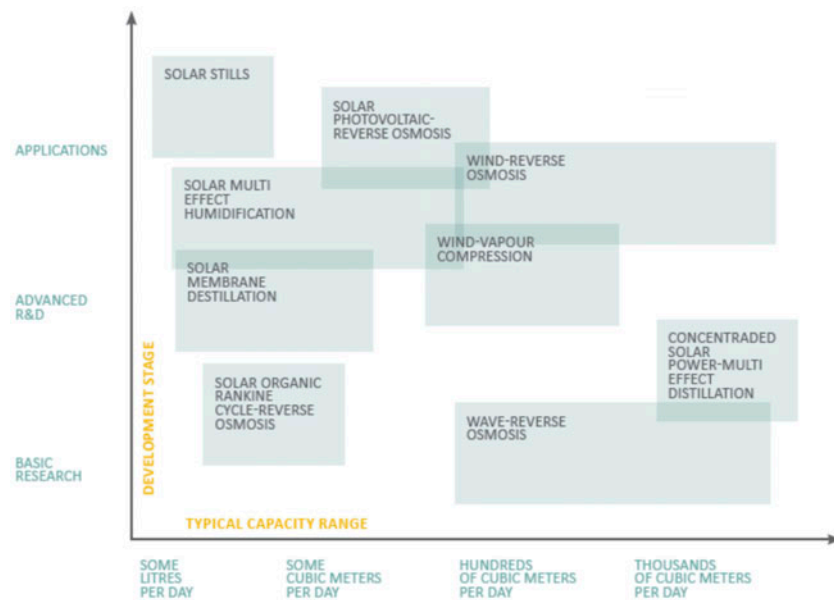 SOLAR STILLS
SOLAR
PHOTOVOLTAIC-
REVERSE OSMOSIS
APPLICATIONS
WIND-REVERSE
OSMOSIS
SOLAR MULTI
EFFECT
HUMIDIFICATION
WIND-VAPOUR
COMPRESSION
SOLAR
MEMBRANE
DESTILLATION
ADVANCED
R&D
CONCENTRADED
SOLAR
POWER-MULTI
EFFECT
DISTILLATION
SOLAR ORGANIC
RANKINE
CYCLE-REVERSE
OSMOSIS
WAVE-REVERSE
OSMOSIS
BASIC
RESEARCH
DEVELOPMENT STAGE
TYPICAL CAPACITY RANGE
SOME
LITRES
PER DAY
SOME
CUBIC METERS
PER DAY
HUNDREDS
OF CUBIC METERS
PER DAY
THOUSANDS
OF CUBIC METERS
PER DAY